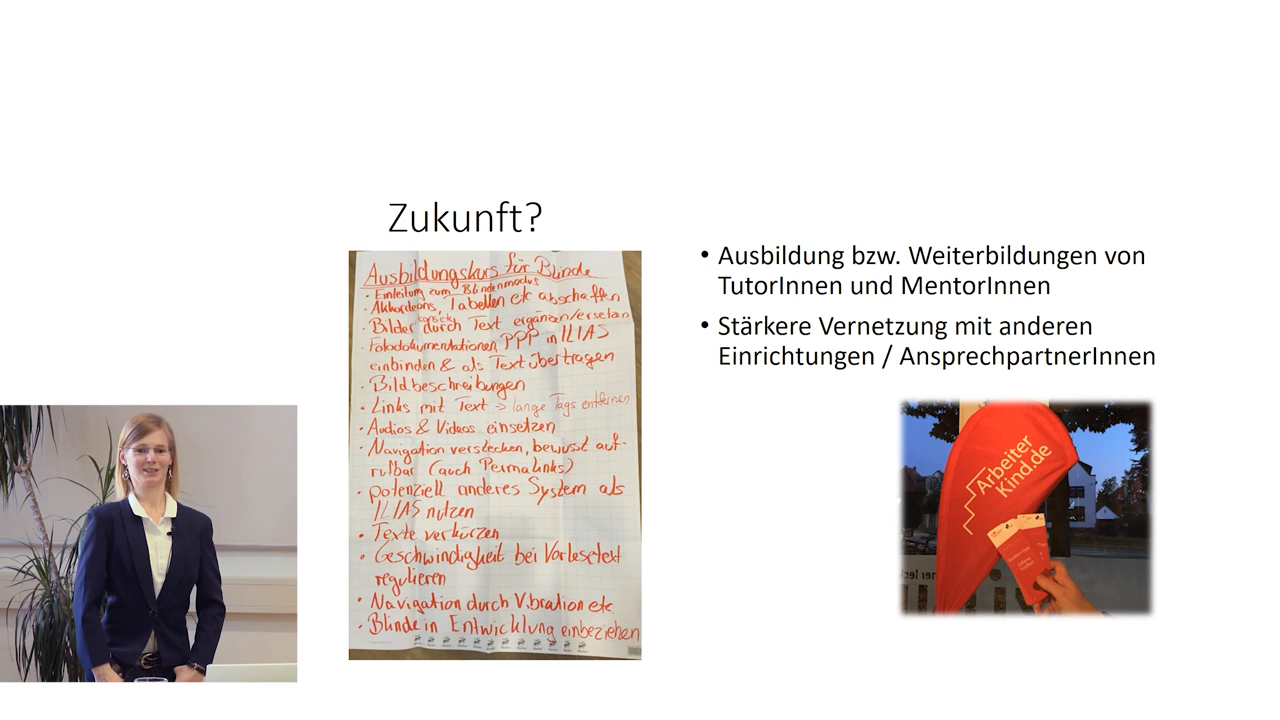 Zukunft?
Ausbildungskurs für Blinde
• Einleitung zum Blindenmodus
• Akkordeons, Tabellen etc abschaffen
• Bilder durch Text ergänzen/ersetzen
• Fotodokumentationen, PPP in ILIAS
einbinden & als Text übertragen
• Bildbeschreibungen
• Links mit Text -> lange Tags entfernen
• Audios & Videos einsetzen
• Navigation verstecken, bewusst auf-
rufbar (auch Permalinks)
• potenziell anderes System als
ILIAS nutzen
• Texte verkürzen
• Geschwindigkeit bei Vorlesetext
regulieren
• Navigation durch Vibration etc.
• Blinde in Entwicklung einbeziehen
• Ausbildung bzw. Weiterbildungen von
TutorInnen und MentorInnen
• Stärkere Vernetzung mit anderen
Einrichtungen / AnsprechpartnerInnen
Arbeiter
Kind.de